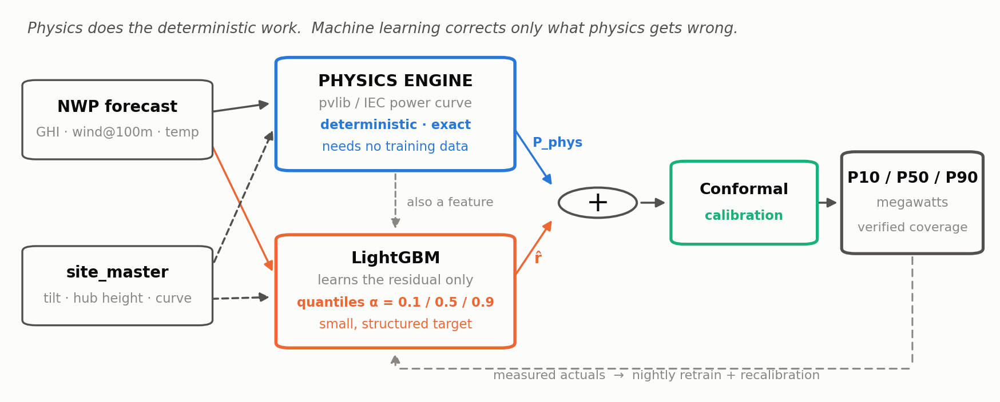 Physics does the deterministic work.  Machine learning corrects only what physics gets wrong.
NWP forecast
GHI · wind@100m · temp
site_master
tilt · hub height · curve
PHYSICS ENGINE
pvlib / IEC power curve
deterministic · exact
needs no training data
also a feature
LightGBM
learns the residual only
quantiles α = 0.1 / 0.5 / 0.9
small, structured target
P_phys
r̂
+
Conformal
calibration
P10 / P50 / P90
megawatts
verified coverage
measured actuals → nightly retrain + recalibration